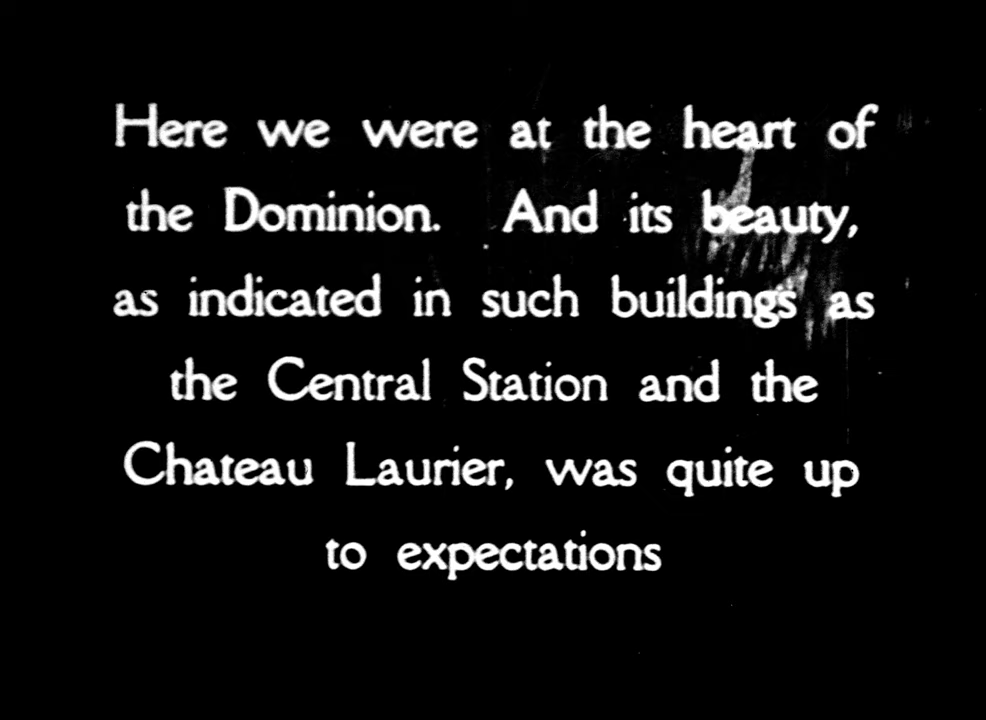 Here we were at the heart of
the Dominion. And its beauty,
as indicated in such buildings as
the Central Station and the
Chateau Laurier, was quite up
to expectations